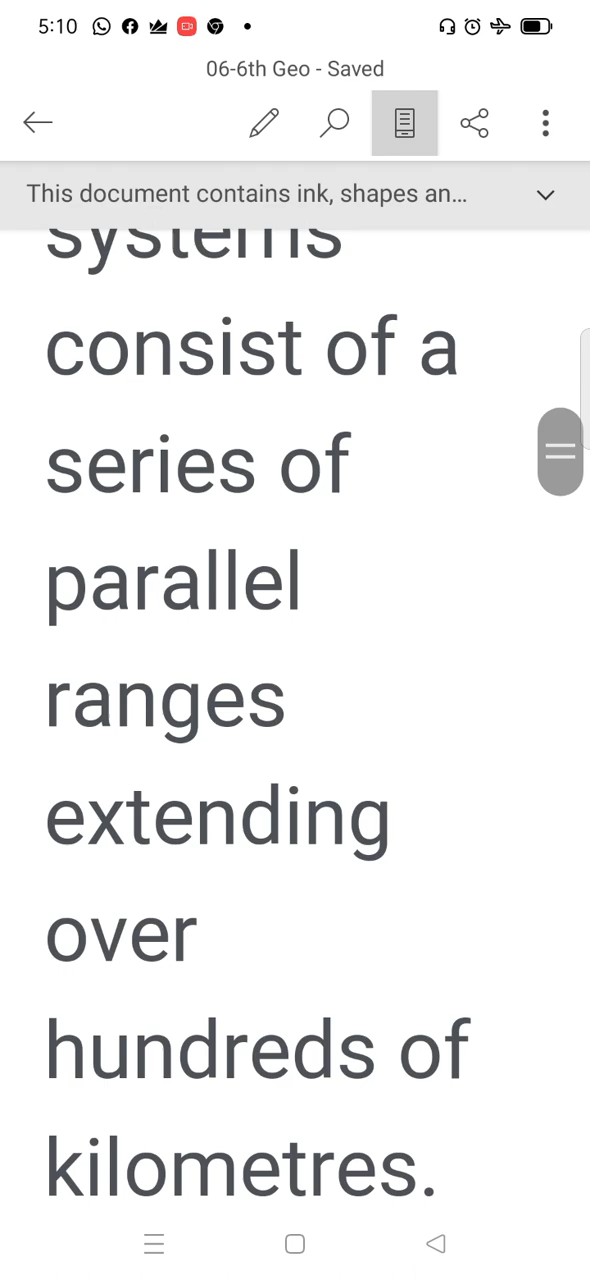 5:10
06-6th Geo - Saved
This document contains ink, shapes an...
systems
consist of a
series of
parallel
ranges
extending
over
hundreds of
kilometres.